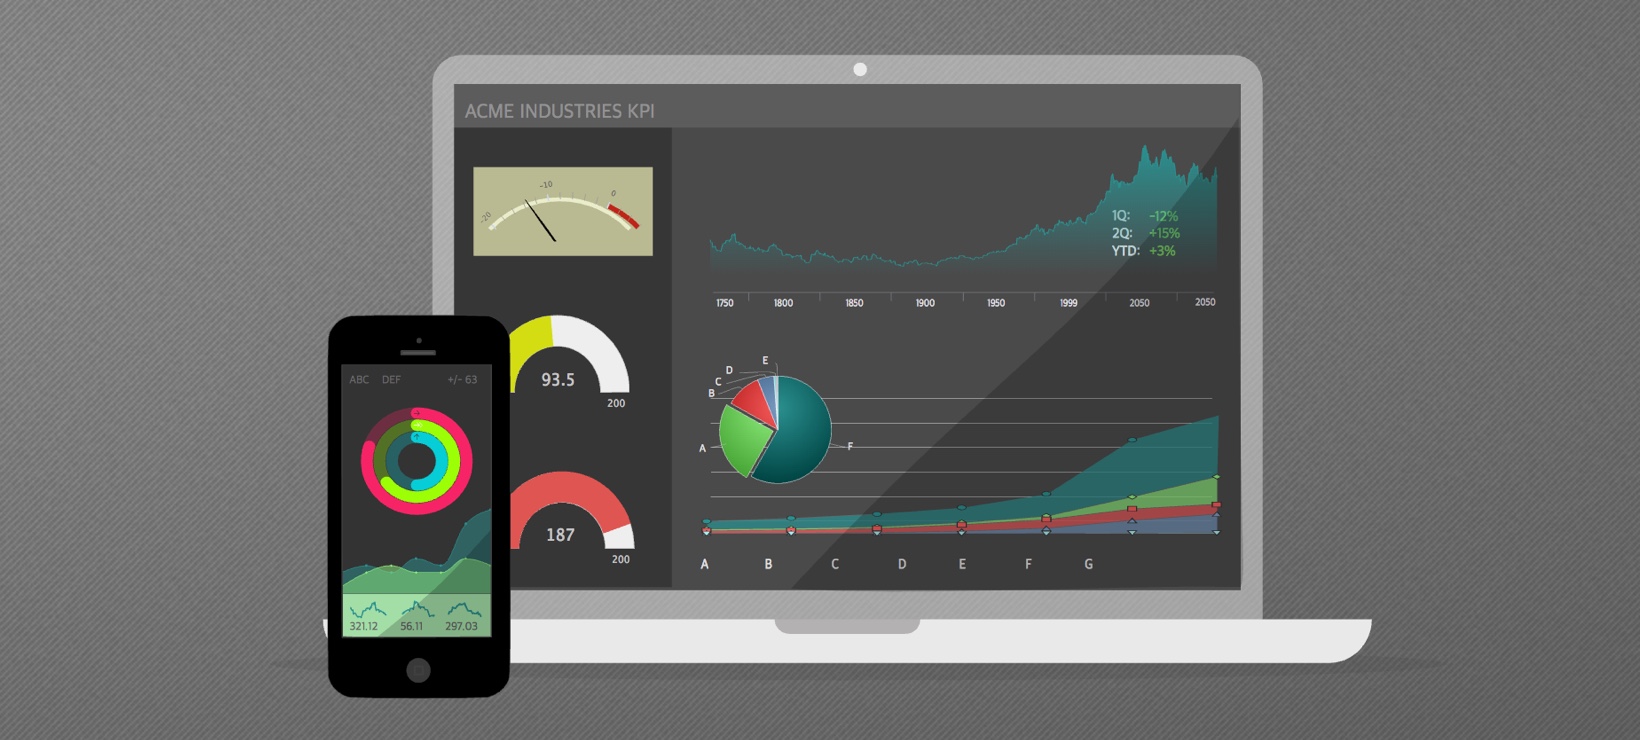 ACME INDUSTRIES KPI
-20
-10
0
1Q: -12%
2Q: +15%
YTD: +3%
1750 1800 1850 1900 1950 1999 2050 2050
93.5
200
187
200
E
D
C
B
A
F
A B C D E F G
ABC DEF +/- 63
321.12 56.11 297.03